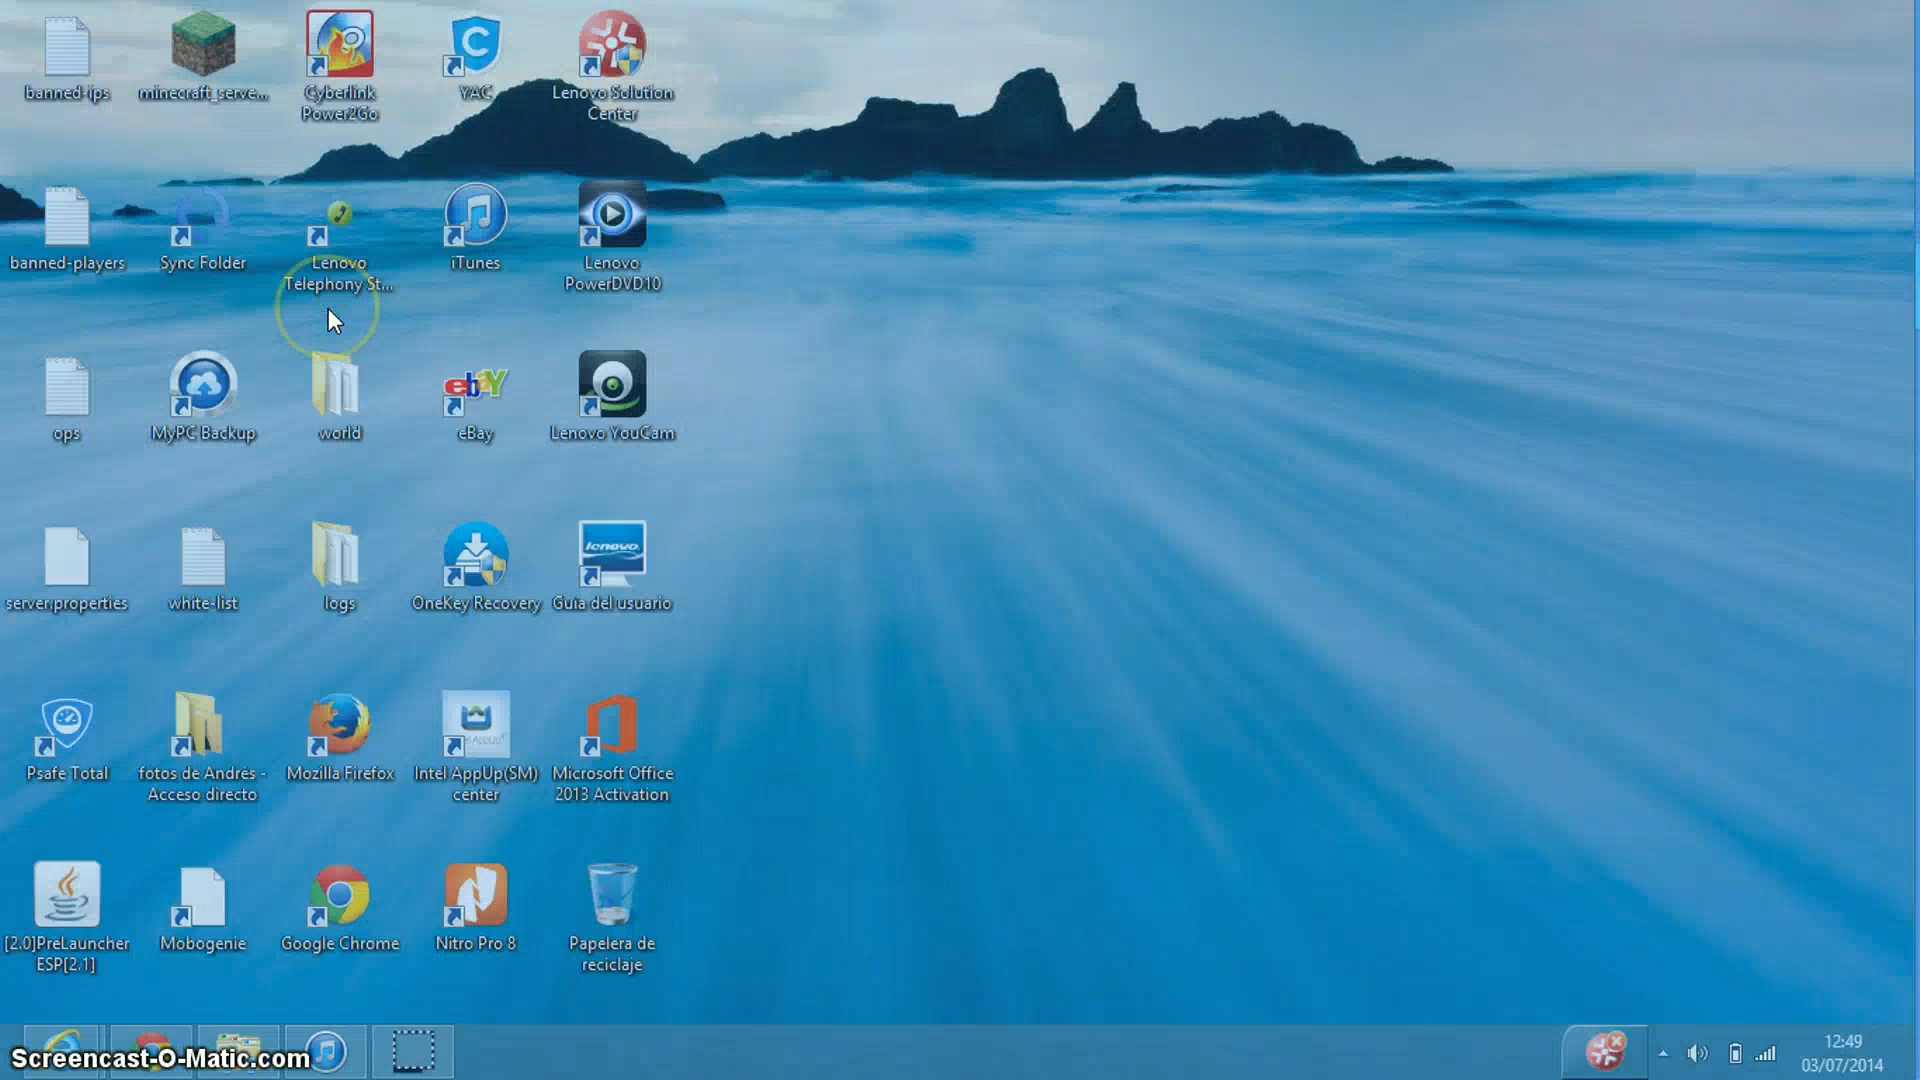 banned-ips
minecraft_serve...
Cyberlink
Power2Go
YAC
Lenovo Solution
Center
banned-players
Sync Folder
Lenovo
Telephony St...
iTunes
Lenovo
PowerDVD10
ops
MyPC Backup
world
ebay
eBay
Lenovo YouCam
server.properties
white-list
logs
OneKey Recovery
lenovo
Guía del usuario
Psafe Total
fotos de Andrés -
Acceso directo
Mozilla Firefox
Intel AppUp(SM)
center
Microsoft Office
2013 Activation
[2.0]PreLauncher
ESP[2.1]
Mobogenie
Google Chrome
Nitro Pro 8
Papelera de
reciclaje
Screencast-O-Matic.com
12:49
03/07/2014